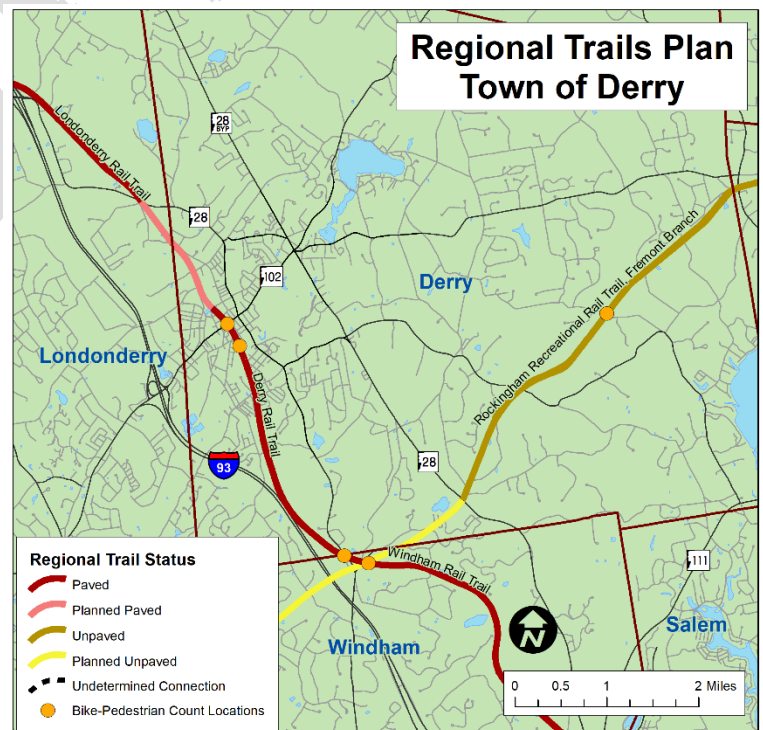 Regional Trails Plan
Town of Derry
Londonderry Rail Trail
28
BYP
28
102
Derry
Rockingham Recreational Rail Trail, Fremont Branch
Londonderry
Derry Rail Trail
93
28
Windham Rail Trail
111
Salem
Windham
N
Regional Trail Status
Paved
Planned Paved
Unpaved
Planned Unpaved
Undetermined Connection
Bike-Pedestrian Count Locations
0 0.5 1 2 Miles